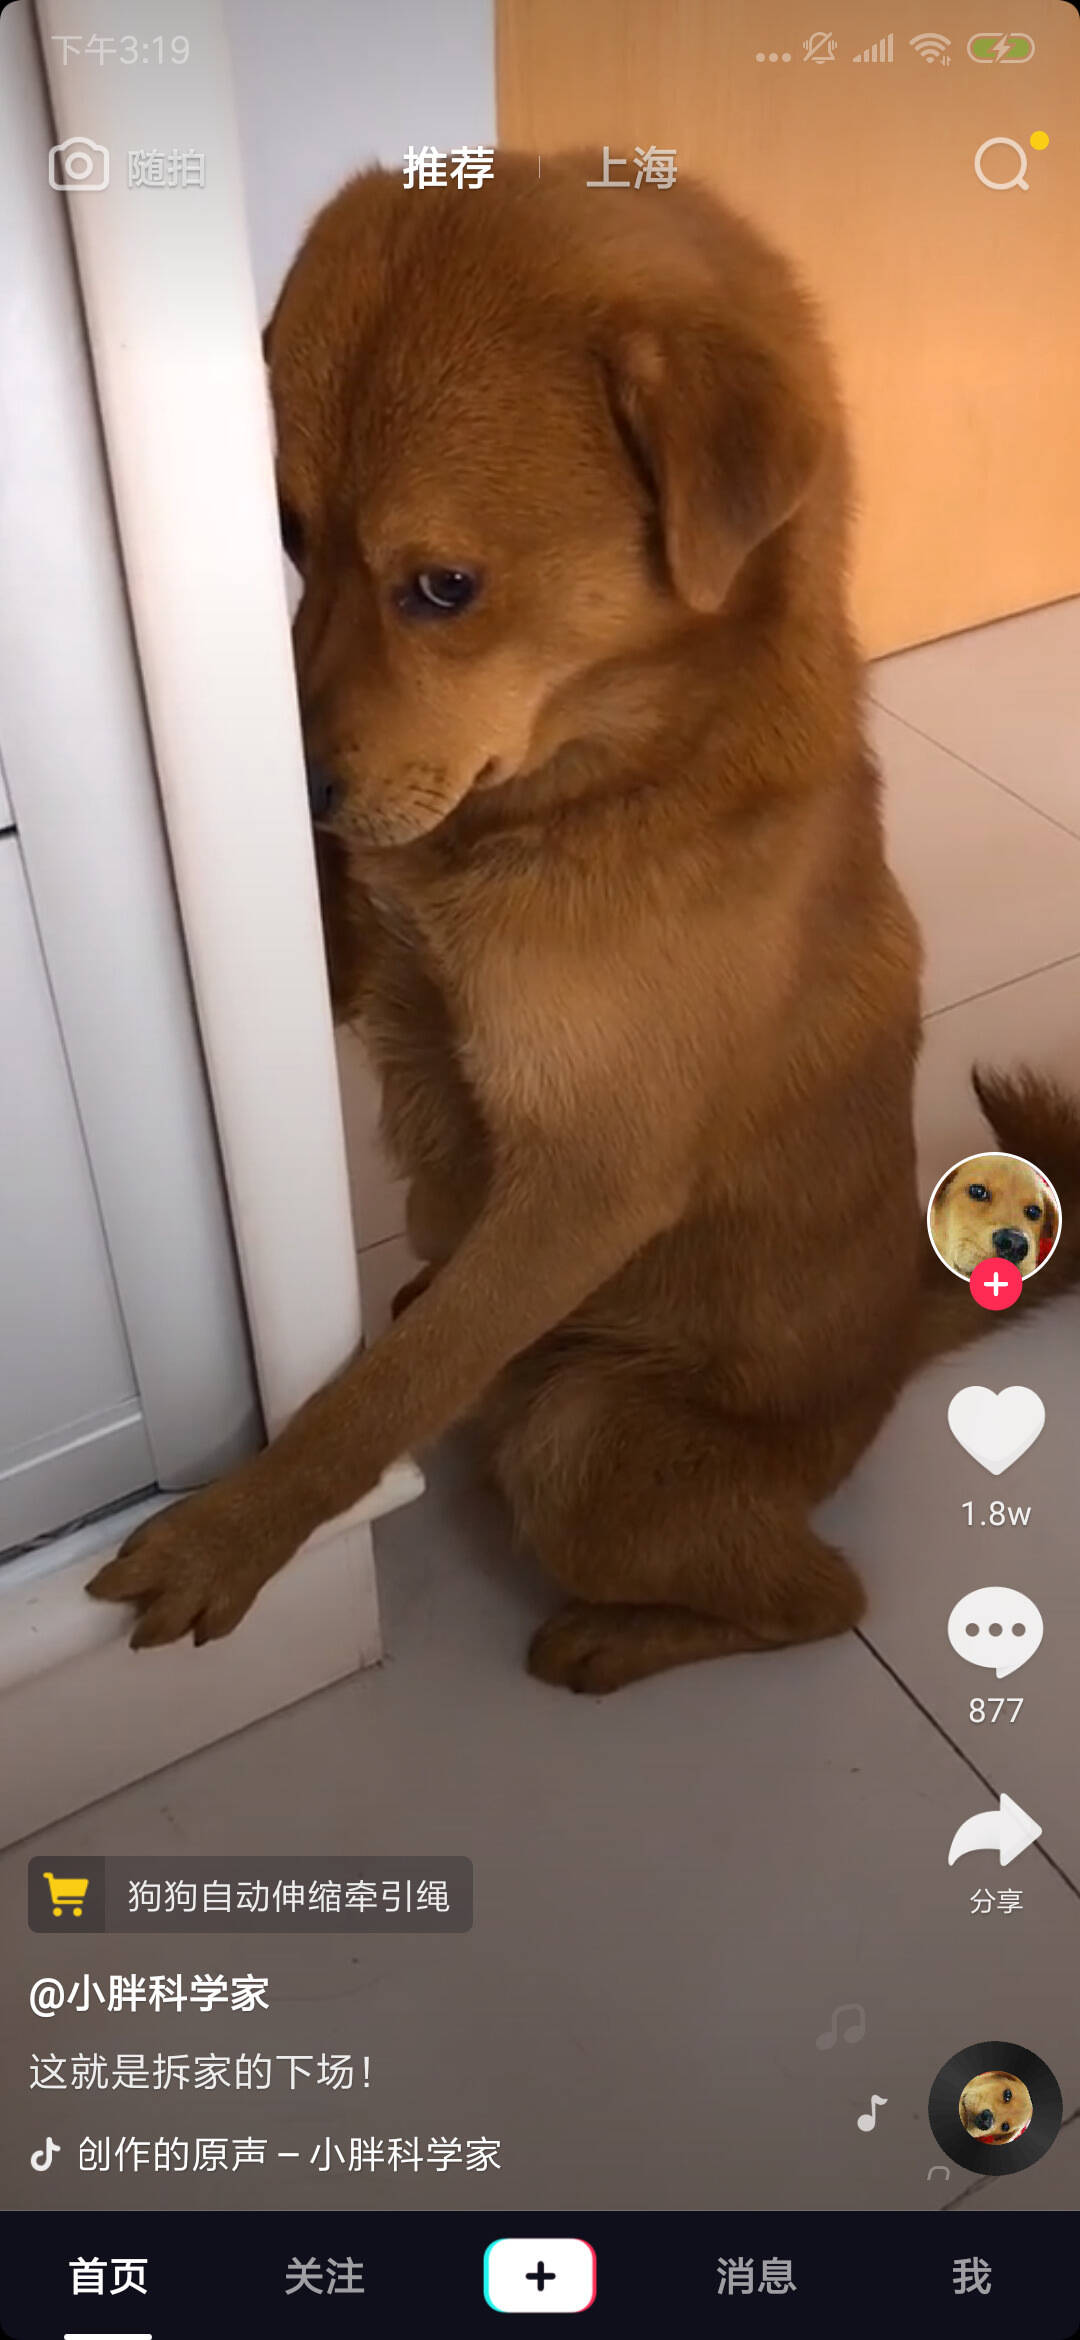 下午3:19
随拍
推荐
上海
1.8w
877
分享
狗狗自动伸缩牵引绳
@小胖科学家
这就是拆家的下场！
创作的原声 – 小胖科学家
首页
关注
消息
我